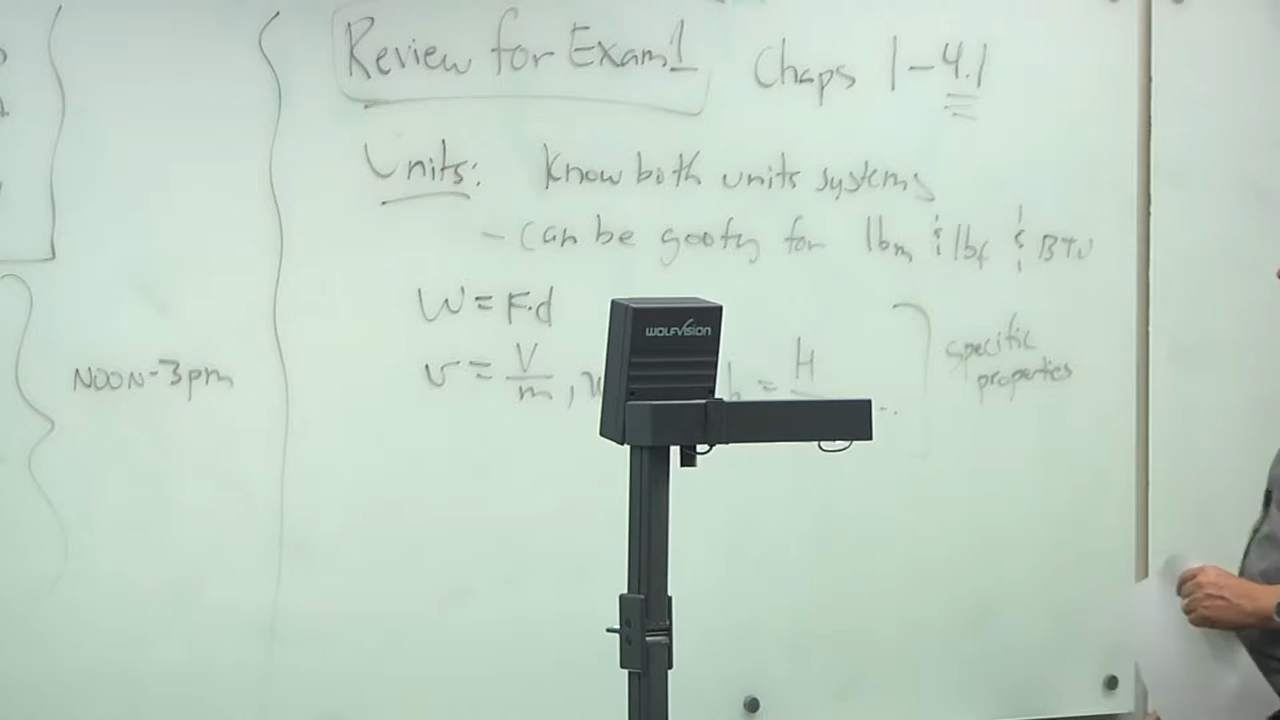 Review for Exam 1 Chaps 1-4.1
Units: Know both units systems
- can be goofy for lbm & lbf & BTU
W = F·d
WOLFVISION
v = V/m, h = H
specific
properties
NOON-3pm